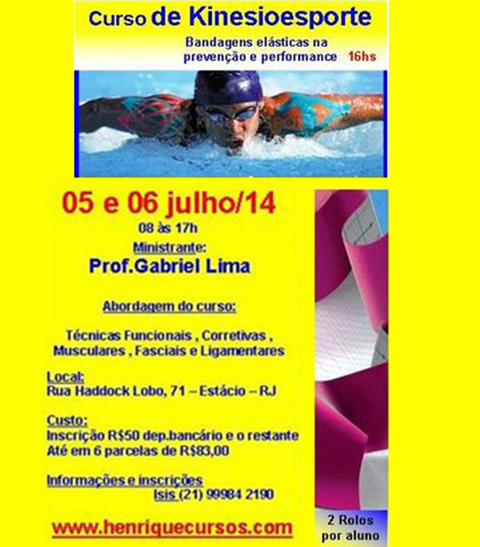 Curso de Kinesioesporte
Bandagens elásticas na
prevenção e performance 16hs
05 e 06 julho/14
08 às 17h
Ministrante:
Prof.Gabriel Lima
Abordagem do curso:
Técnicas Funcionais , Corretivas ,
Musculares , Fasciais e Ligamentares
Local:
Rua Haddock Lobo, 71 – Estácio – RJ
Custo:
Inscrição R$50 dep.bancário e o restante
Até em 6 parcelas de R$83,00
Informações e inscrições
Isis (21) 99984 2190
www.henriquecursos.com
2 Rolos
por aluno